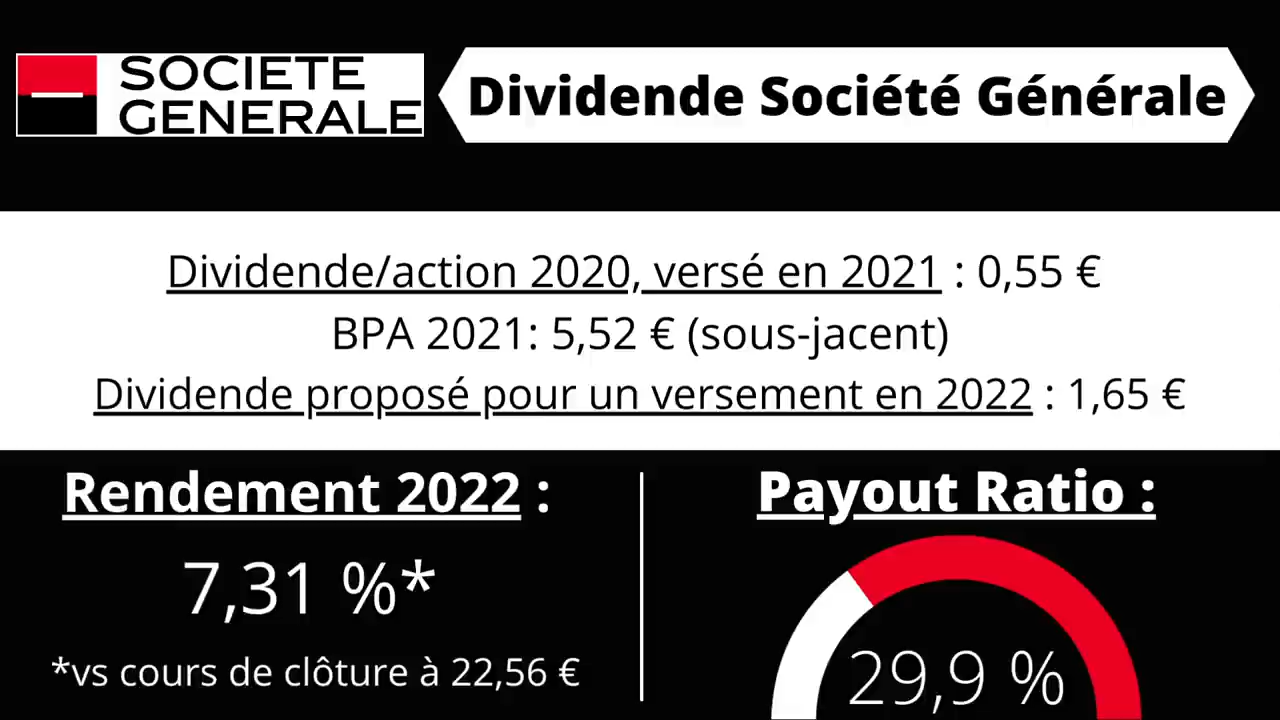 SOCIETE
GENERALE
Dividende Société Générale
Dividende/action 2020, versé en 2021 : 0,55 €
BPA 2021: 5,52 € (sous-jacent)
Dividende proposé pour un versement en 2022 : 1,65 €
Rendement 2022 :
7,31 %*
*vs cours de clôture à 22,56 €
Payout Ratio :
29,9 %